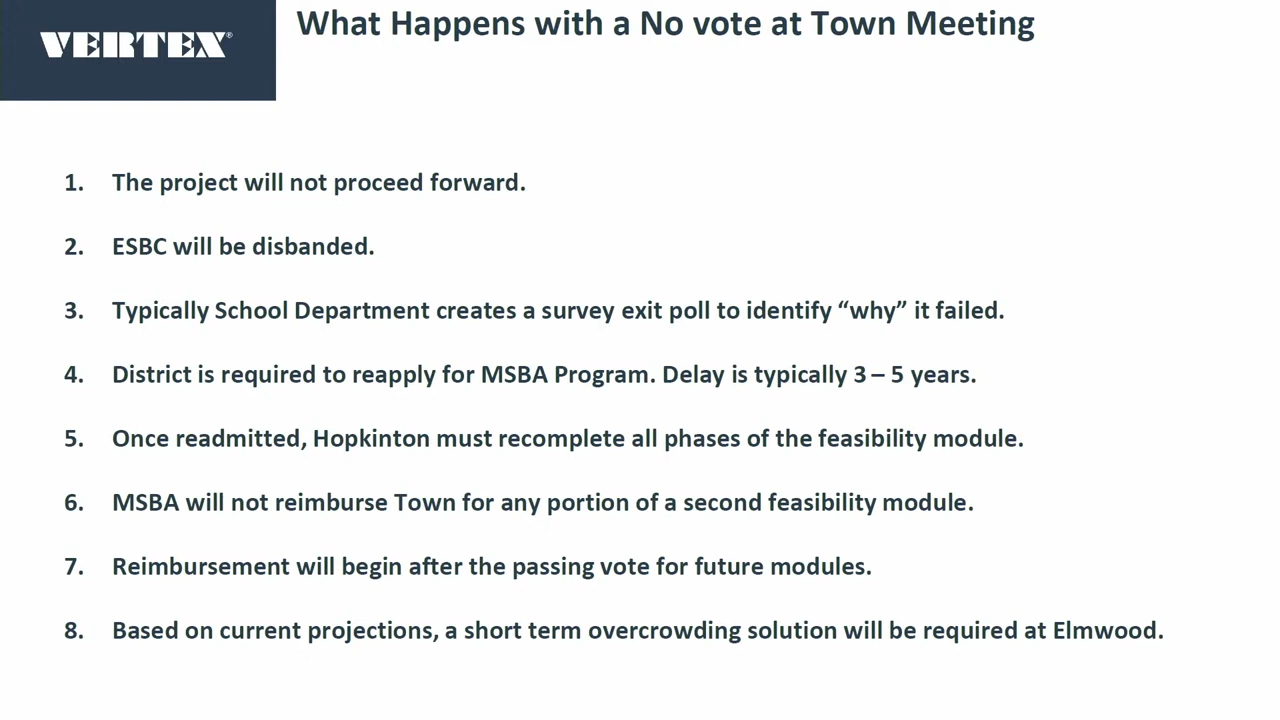 VERTEX®
What Happens with a No vote at Town Meeting
1. The project will not proceed forward.
2. ESBC will be disbanded.
3. Typically School Department creates a survey exit poll to identify “why” it failed.
4. District is required to reapply for MSBA Program. Delay is typically 3 – 5 years.
5. Once readmitted, Hopkinton must recomplete all phases of the feasibility module.
6. MSBA will not reimburse Town for any portion of a second feasibility module.
7. Reimbursement will begin after the passing vote for future modules.
8. Based on current projections, a short term overcrowding solution will be required at Elmwood.